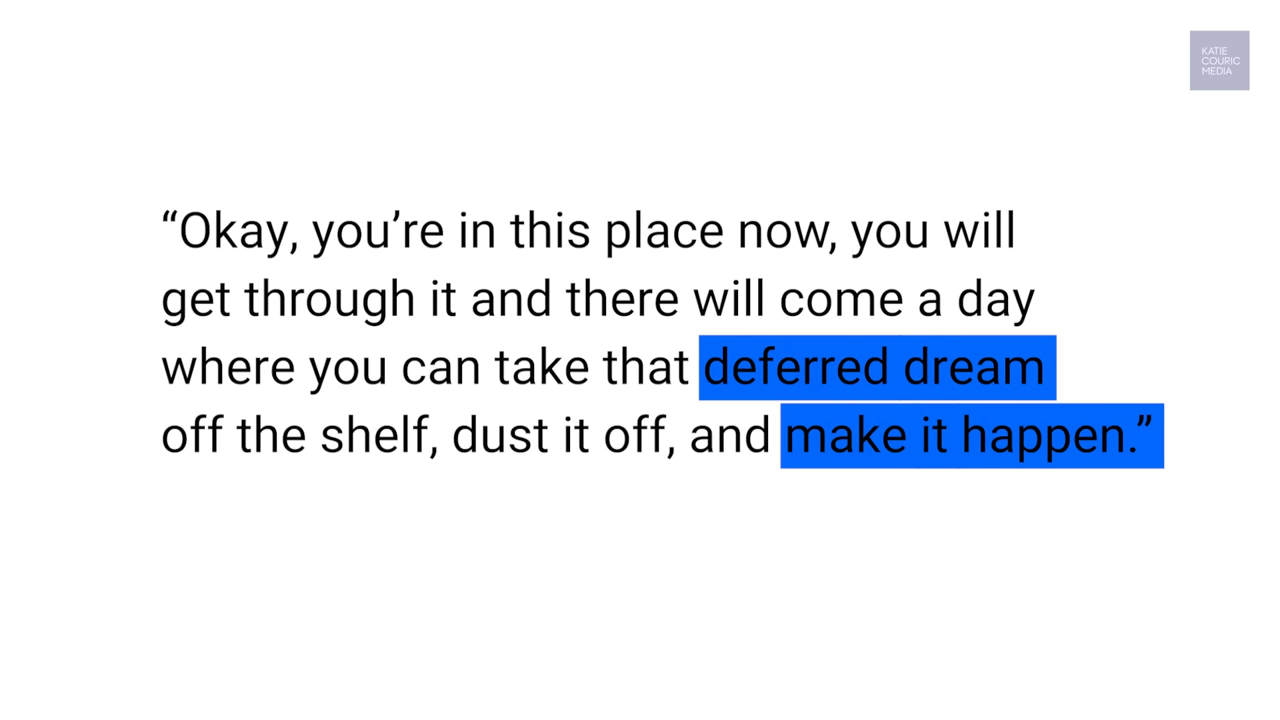 KATIE
COURIC
MEDIA
“Okay, you’re in this place now, you will
get through it and there will come a day
where you can take that deferred dream
off the shelf, dust it off, and make it happen.”